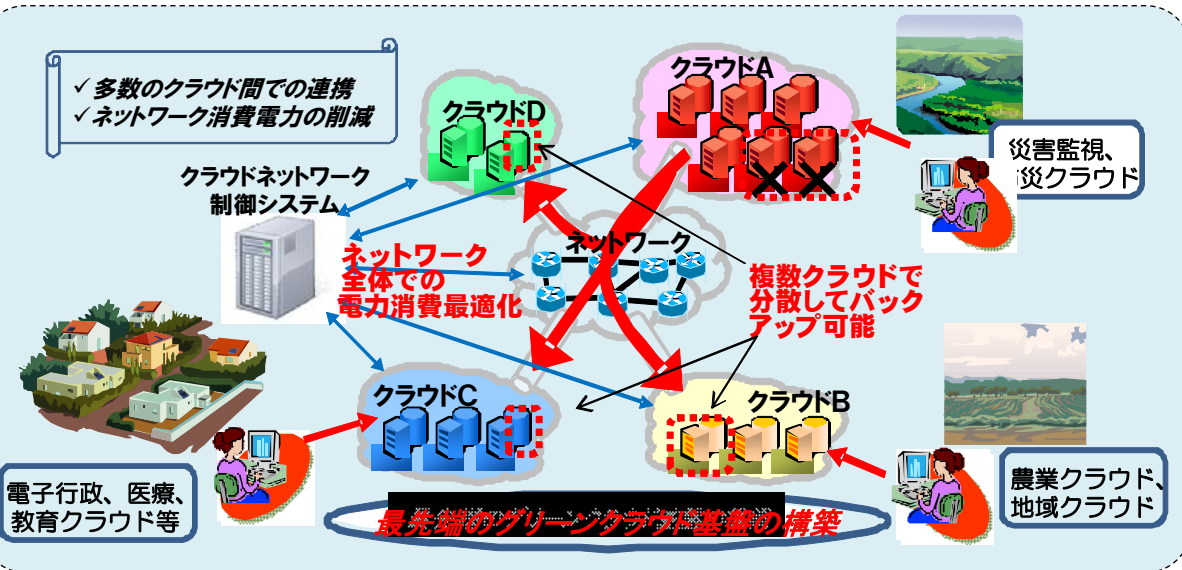 ✓多数のクラウド間での連携
✓ネットワーク消費電力の削減
クラウドD
クラウドA
災害監視、
災クラウド
クラウドネットワーク
制御システム
ネットワーク
ネットワーク
全体での
電力消費最適化
複数クラウドで
分散してバック
アップ可能
クラウドC
クラウドB
電子行政、医療、
教育クラウド等
農業クラウド、
地域クラウド
最先端のグリーンクラウド基盤の構築